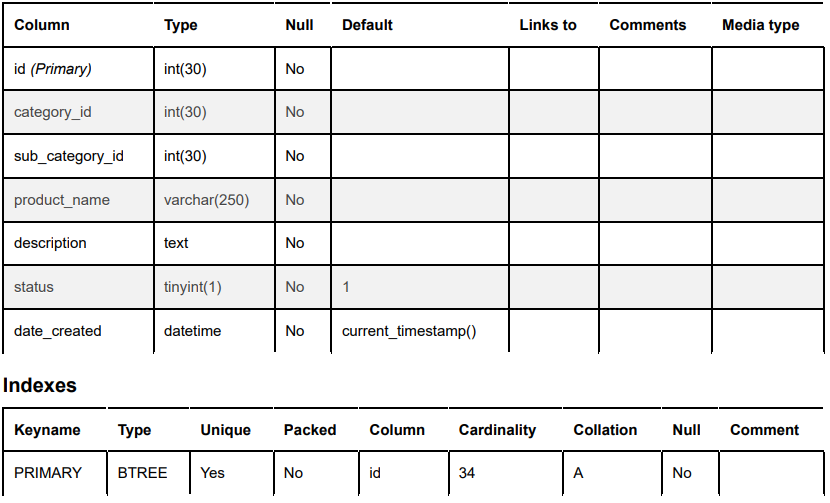 Column Type Null Default Links to Comments Media type
id (Primary) int(30) No
category_id int(30) No
sub_category_id int(30) No
product_name varchar(250) No
description text No
status tinyint(1) No 1
date_created datetime No current_timestamp()
Indexes
Keyname Type Unique Packed Column Cardinality Collation Null Comment
PRIMARY BTREE Yes No id 34 A No